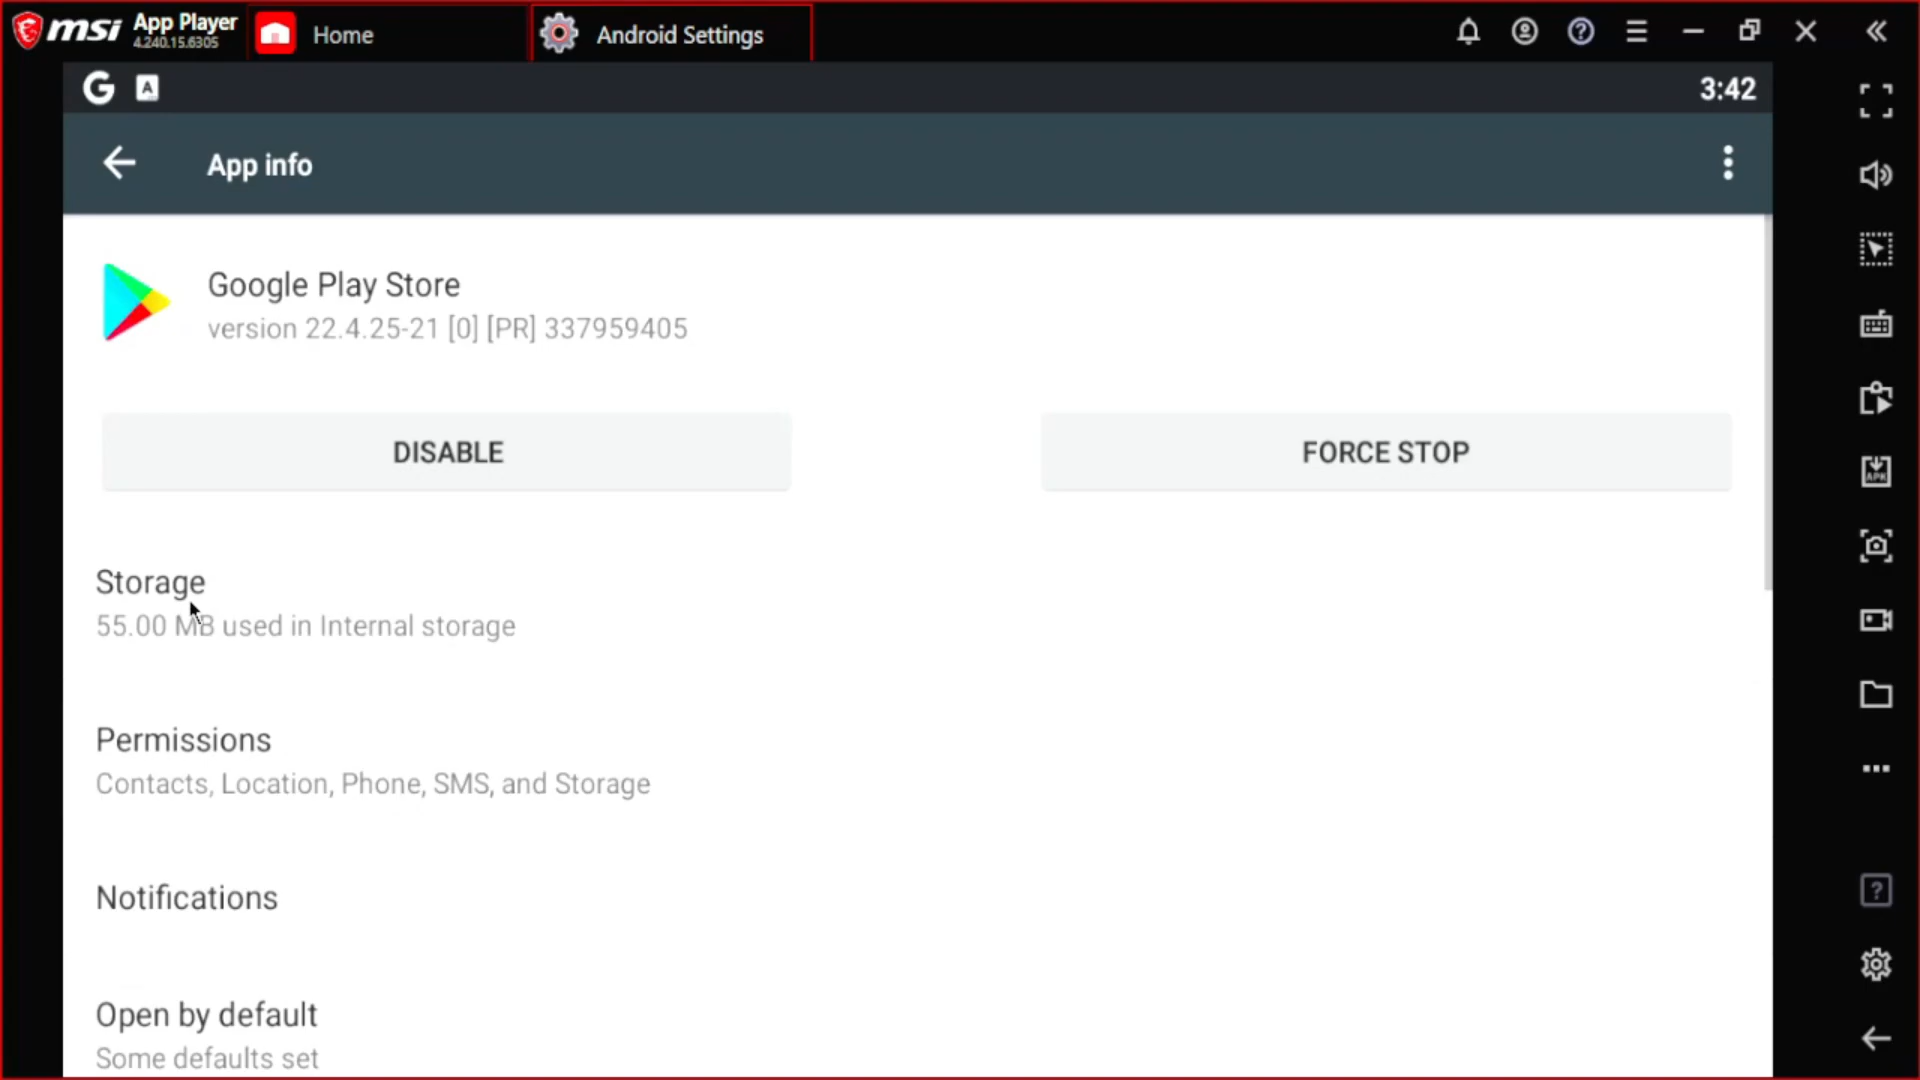 msi App Player
4.240.15.6305
Home
Android Settings
G A
3:42
App info
Google Play Store
version 22.4.25-21 [0] [PR] 337959405
DISABLE
FORCE STOP
Storage
55.00 MB used in Internal storage
Permissions
Contacts, Location, Phone, SMS, and Storage
Notifications
Open by default
Some defaults set
APK